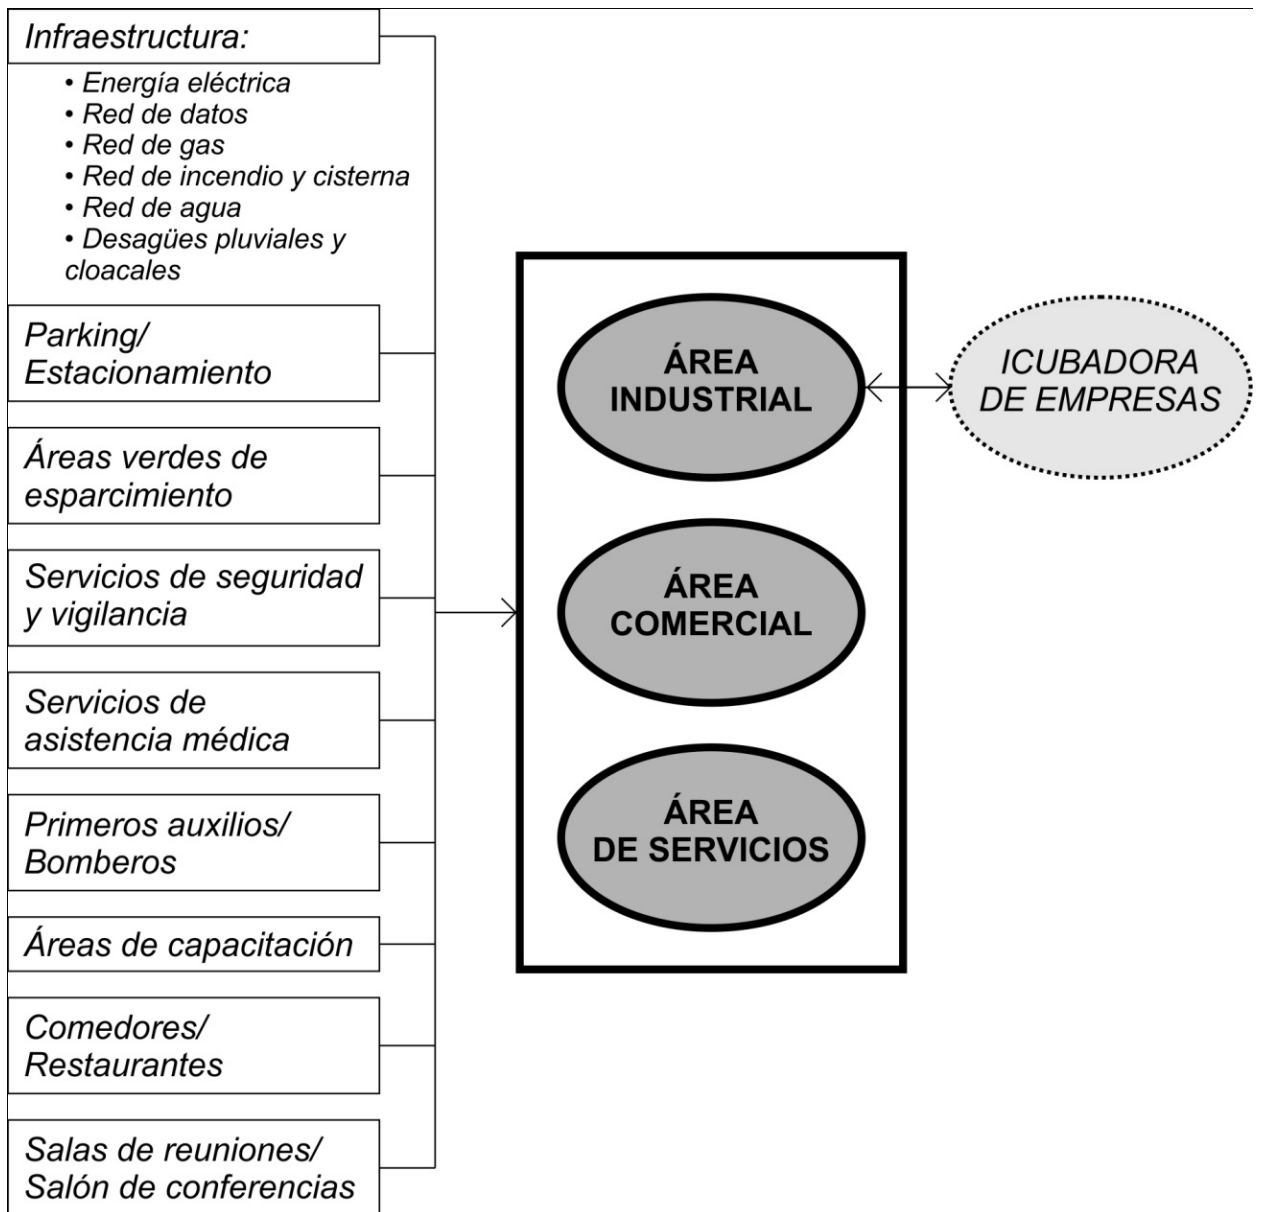 Infraestructura:
• Energía eléctrica
• Red de datos
• Red de gas
• Red de incendio y cisterna
• Red de agua
• Desagües pluviales y
cloacales
Parking/
Estacionamiento
Áreas verdes de
esparcimiento
Servicios de seguridad
y vigilancia
Servicios de
asistencia médica
Primeros auxilios/
Bomberos
Áreas de capacitación
Comedores/
Restaurantes
Salas de reuniones/
Salón de conferencias
ÁREA
INDUSTRIAL
ÁREA
COMERCIAL
ÁREA
DE SERVICIOS
ICUBADORA
DE EMPRESAS